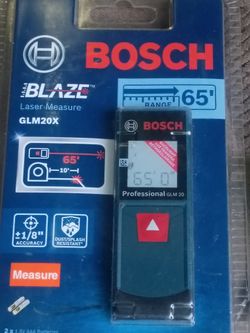 BOSCH
BLAZE™
Laser Measure
GLM20X
RANGE
65'
65'
10'
BOSCH
65'0"
Professional GLM 20
±1/8"
ACCURACY
DUST/SPLASH
RESISTANT*
Measure